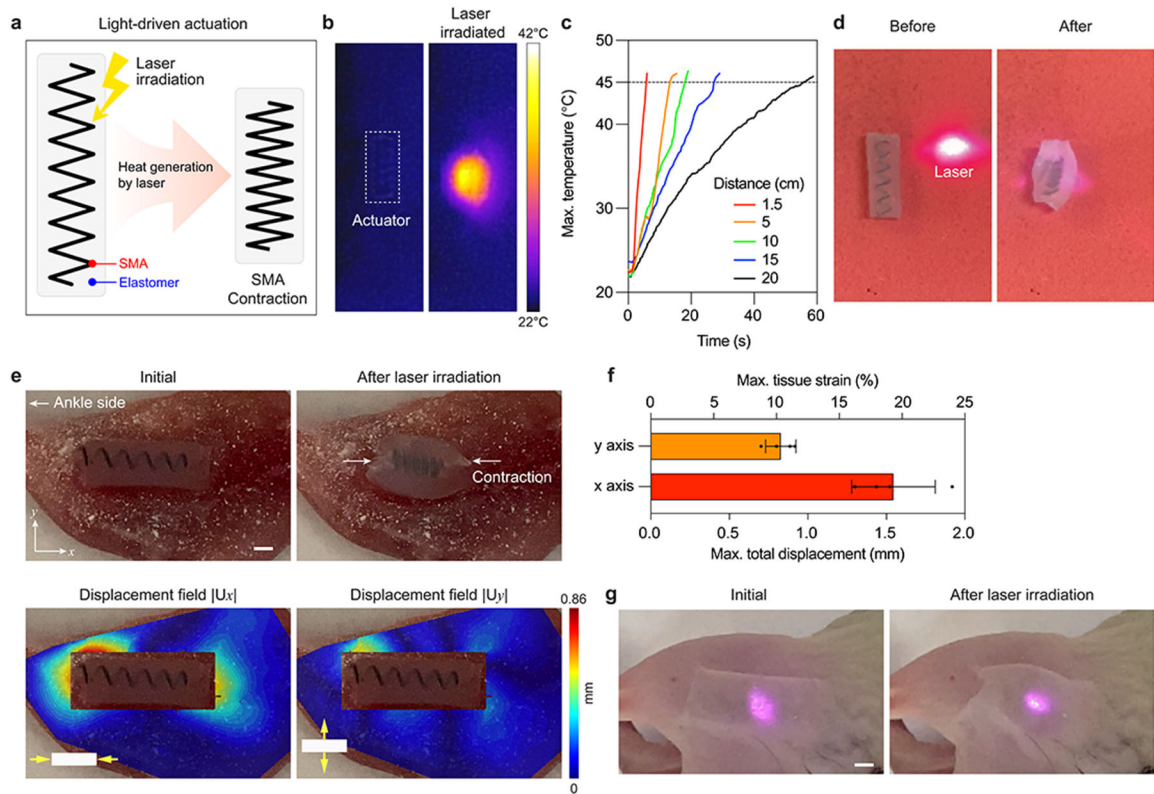 a
Light-driven actuation
Laser
irradiation
Heat generation
by laser
SMA
Elastomer
SMA
Contraction
b
Laser
irradiated
Actuator
42°C
22°C
c
Max. temperature (°C)
50
45
40
30
20
0
20
40
60
Time (s)
Distance (cm)
1.5
5
10
15
20
d
Before
After
Laser
e
Initial
After laser irradiation
← Ankle side
Contraction
y
x
Displacement field |Ux|
Displacement field |Uy|
0.86
mm
0
f
Max. tissue strain (%)
0 5 10 15 20 25
y axis
x axis
0.0 0.5 1.0 1.5 2.0
Max. total displacement (mm)
g
Initial
After laser irradiation